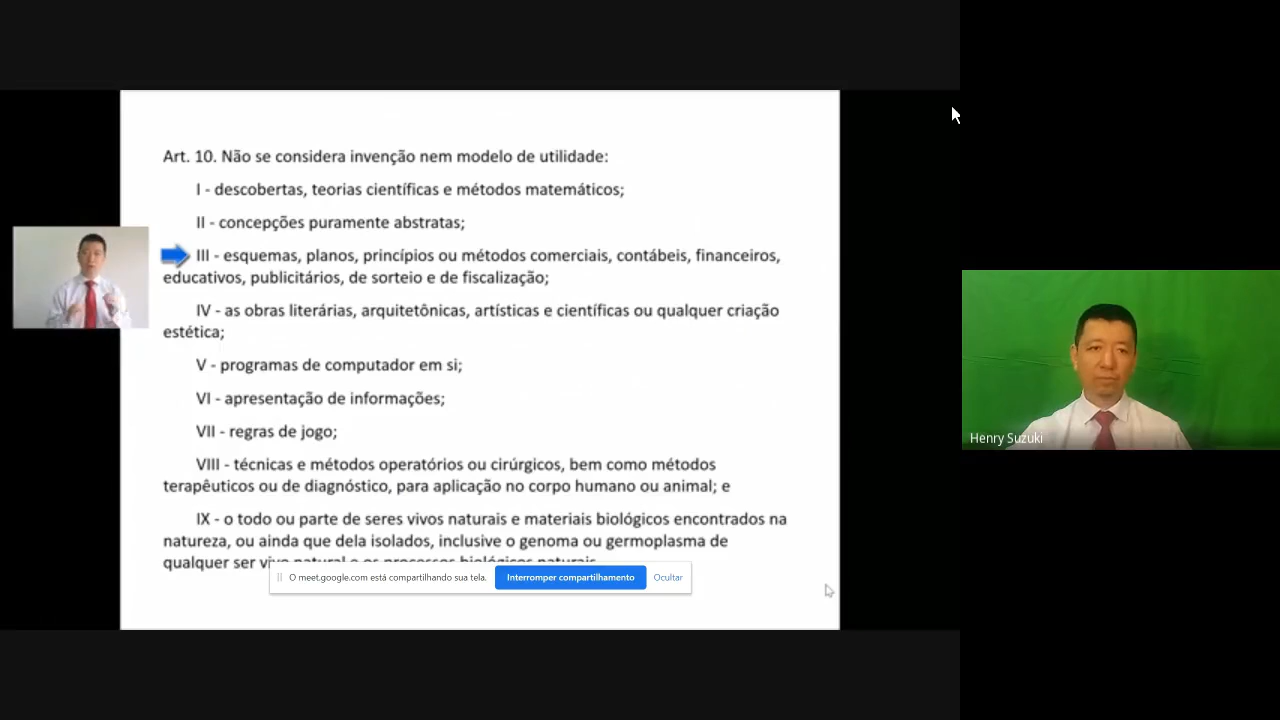 Art. 10. Não se considera invenção nem modelo de utilidade:
I - descobertas, teorias científicas e métodos matemáticos;
II - concepções puramente abstratas;
III - esquemas, planos, princípios ou métodos comerciais, contábeis, financeiros,
educativos, publicitários, de sorteio e de fiscalização;
IV - as obras literárias, arquitetônicas, artísticas e científicas ou qualquer criação
estética;
V - programas de computador em si;
VI - apresentação de informações;
VII - regras de jogo;
VIII - técnicas e métodos operatórios ou cirúrgicos, bem como métodos
terapêuticos ou de diagnóstico, para aplicação no corpo humano ou animal; e
IX - o todo ou parte de seres vivos naturais e materiais biológicos encontrados na
natureza, ou ainda que dela isolados, inclusive o genoma ou germoplasma de
qualquer ser vivo natural e os processos biológicos naturais.
O meet.google.com está compartilhando sua tela.
Interromper compartilhamento
Ocultar
Henry Suzuki